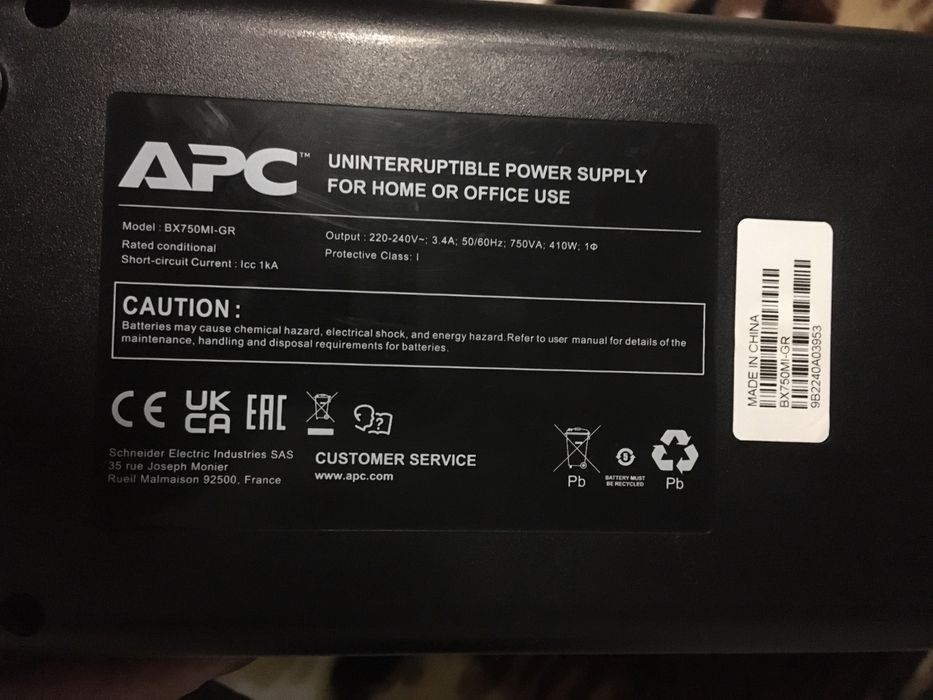 APC™
UNINTERRUPTIBLE POWER SUPPLY
FOR HOME OR OFFICE USE
Model : BX750MI-GR
Rated conditional
Short-circuit Current : Icc 1kA
Output : 220-240V~; 3.4A; 50/60Hz; 750VA; 410W; 1Φ
Protective Class: I
CAUTION :
Batteries may cause chemical hazard, electrical shock, and energy hazard.Refer to user manual for details of the
maintenance, handling and disposal requirements for batteries.
CE
UK
CA
EAC
?
Schneider Electric Industries SAS
35 rue Joseph Monier
Rueil Malmaison 92500, France
CUSTOMER SERVICE
www.apc.com
Pb
BATTERY MUST
BE RECYCLED
Pb
MADE IN CHINA
BX750MI-GR
9B2240A03953